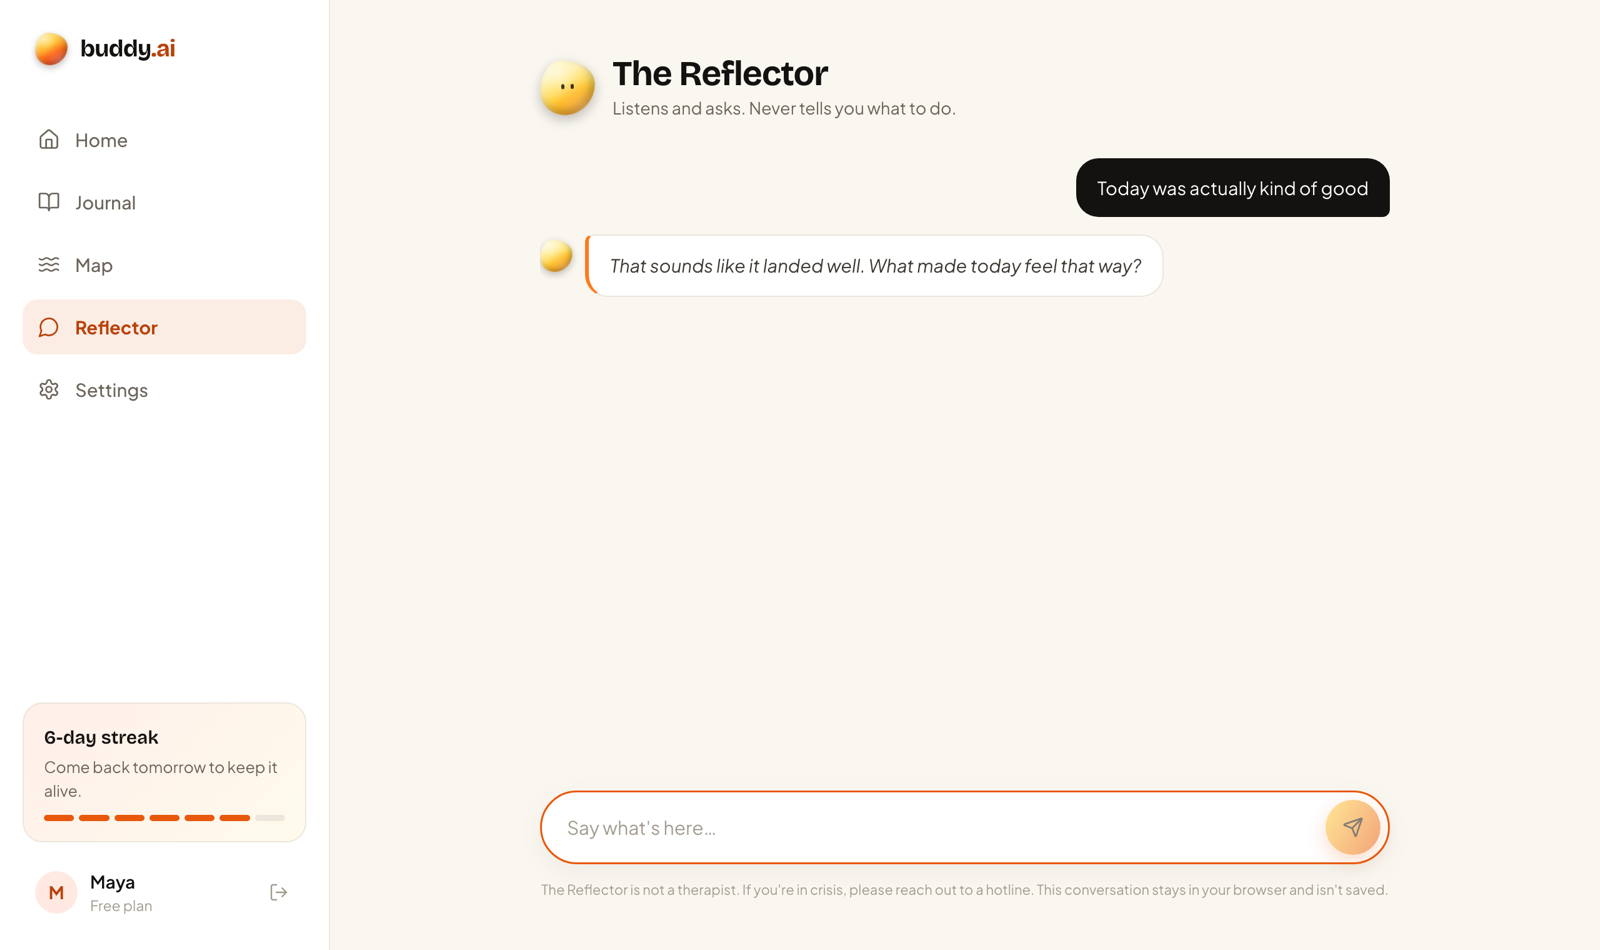 buddy.ai
Home
Journal
Map
Reflector
Settings
6-day streak
Come back tomorrow to keep it
alive.
M
Maya
Free plan
The Reflector
Listens and asks. Never tells you what to do.
Today was actually kind of good
That sounds like it landed well. What made today feel that way?
Say what's here...
The Reflector is not a therapist. If you're in crisis, please reach out to a hotline. This conversation stays in your browser and isn't saved.